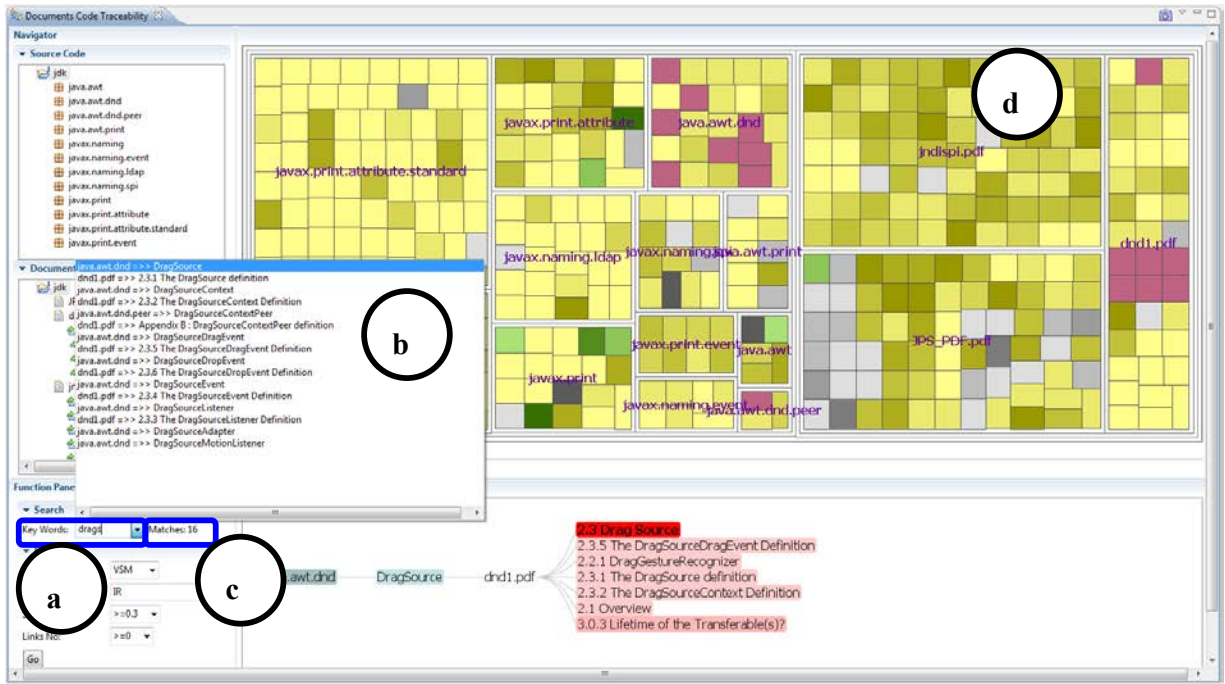 Documents Code Traceability
Navigator
Source Code
jdk
java.awt
java.awt.dnd
java.awt.dnd.peer
java.awt.print
javax.naming
javax.naming.event
javax.naming.ldap
javax.naming.spi
javax.print
javax.print.attribute
javax.print.attribute.standard
javax.print.event
Document
jdk
java.awt.dnd =>> DragSource
dnd1.pdf =>> 2.3.1 The DragSource definition
java.awt.dnd =>> DragSourceContext
dnd1.pdf =>> 2.3.2 The DragSourceContext Definition
java.awt.dnd.peer =>> DragSourceContextPeer
dnd1.pdf =>> Appendix B : DragSourceContextPeer definition
java.awt.dnd =>> DragSourceDragEvent
dnd1.pdf =>> 2.3.5 The DragSourceDragEvent Definition
java.awt.dnd =>> DragSourceDropEvent
dnd1.pdf =>> 2.3.6 The DragSourceDropEvent Definition
java.awt.dnd =>> DragSourceEvent
dnd1.pdf =>> 2.3.4 The DragSourceEvent Definition
java.awt.dnd =>> DragSourceListener
dnd1.pdf =>> 2.3.3 The DragSourceListener Definition
java.awt.dnd =>> DragSourceAdapter
java.awt.dnd =>> DragSourceMotionListener
b
javax.print.attribute.standard
javax.print.attribute
java.awt.dnd
javax.naming.ldap
java.awt.print
javax.print.event
java.awt
javax.print
javax.naming.event
java.awt.dnd.peer
d
jndispi.pdf
dnd1.pdf
JPS_PDF.pdf
Function Pane
Search
Key Words: drags
Matches: 16
a
c
VSM
IR
>=0.3
Links No: >=0
Go
.awt.dnd
DragSource
dnd1.pdf
2.3 Drag Source
2.3.5 The DragSourceDragEvent Definition
2.2.1 DragGestureRecognizer
2.3.1 The DragSource definition
2.3.2 The DragSourceContext Definition
2.1 Overview
3.0.3 Lifetime of the Transferable(s)?